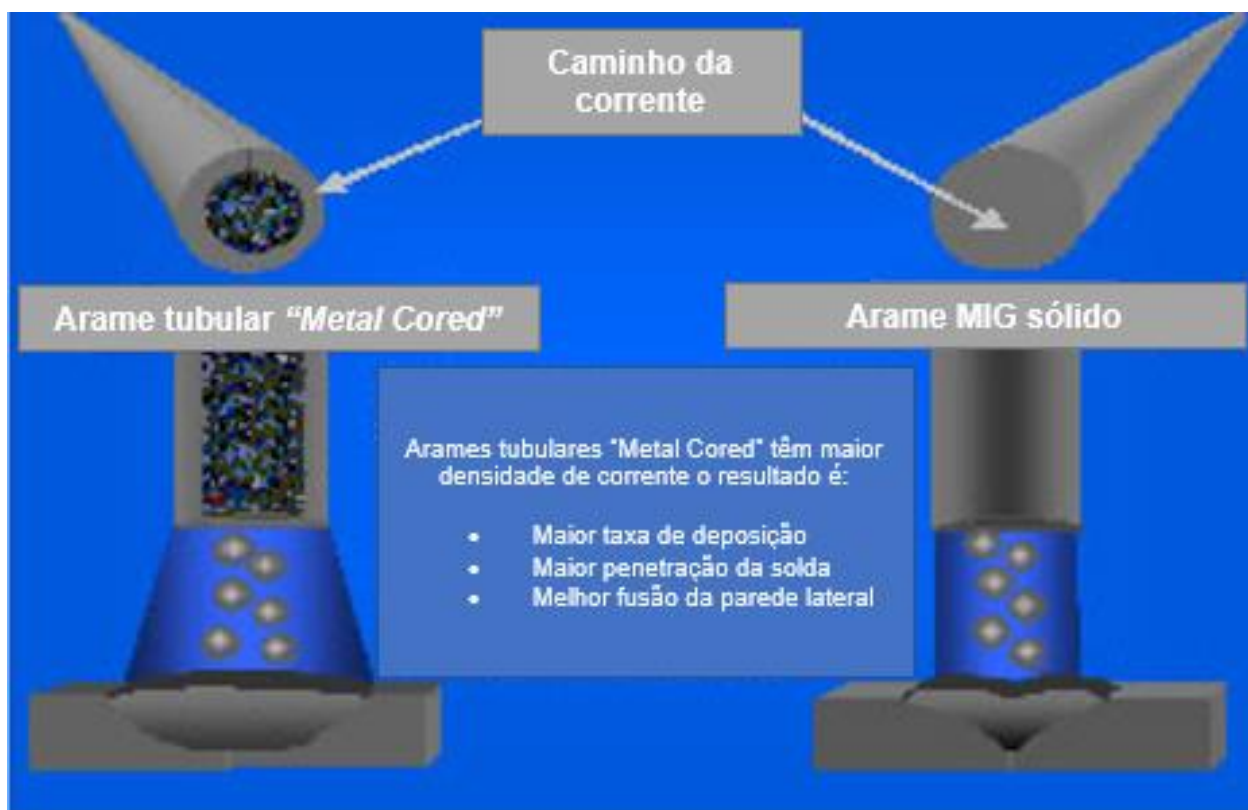 Caminho da
corrente
Arame tubular “Metal Cored”
Arame MIG sólido
Arames tubulares “Metal Cored” têm maior
densidade de corrente o resultado é:
• Maior taxa de deposição
• Maior penetração da solda
• Melhor fusão da parede lateral